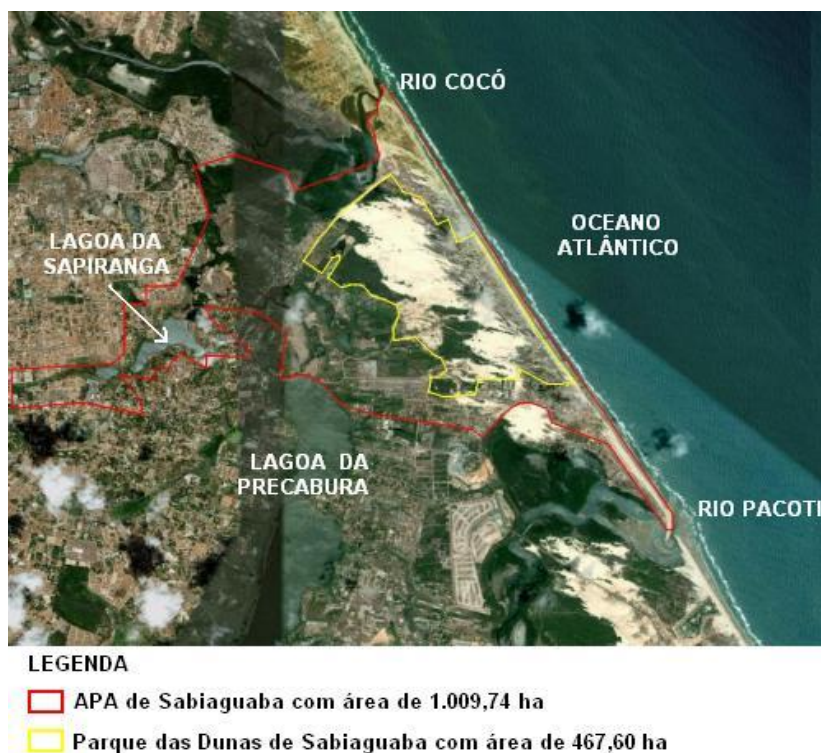 RIO COCÓ
OCEANO
ATLÂNTICO
LAGOA DA
SAPIRANGA
LAGOA DA
PRECABURA
RIO PACOTI
LEGENDA
APA de Sabiaguaba com área de 1.009,74 ha
Parque das Dunas de Sabiaguaba com área de 467,60 ha